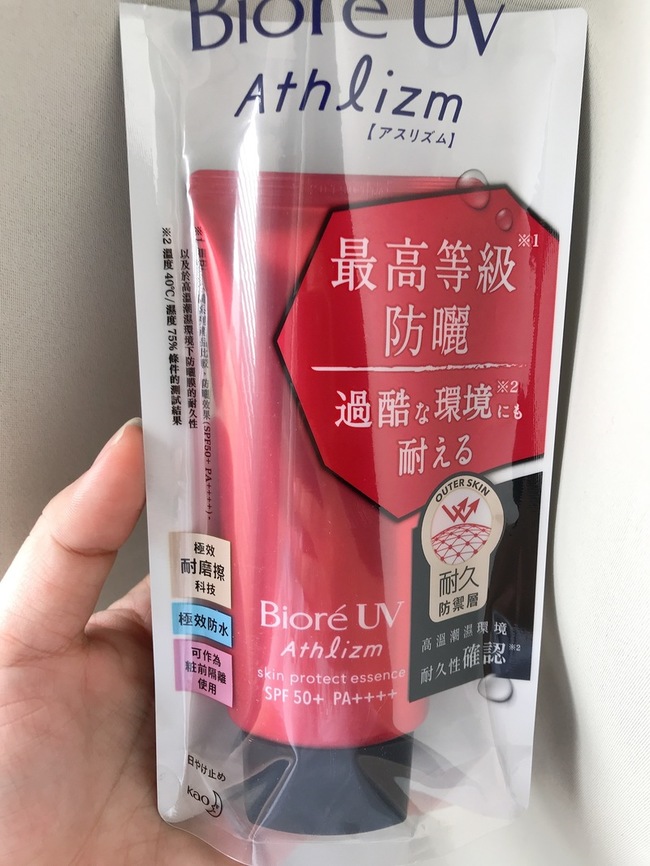 Bioré UV
Athlizm
【アスリズム】
最高等級※1
防曬
過酷な環境※2にも
耐える
以及於高溫潮濕環境下防曬膜的耐久性
※2 溫度 40℃/濕度 75% 條件的測試結果
OUTER SKIN
耐久
防禦層
高溫潮濕環境
耐久性確認※2
極效
耐磨擦
科技
極效防水
可作為
粧前隔離
使用
Bioré UV
Athlizm
skin protect essence
SPF 50+ PA++++
日やけ止め
kao